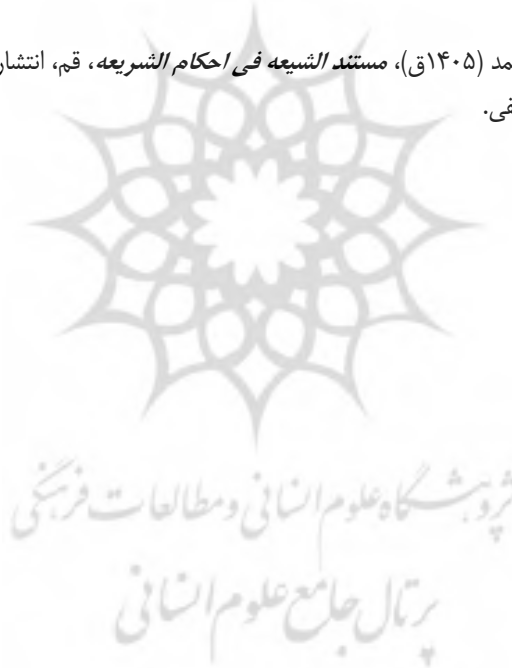 مد (۱۴۰۵ق)، مستند الشیعه فی احکام الشریعه، قم، انتشار
فی.
پژوهشگاه علوم انسانی و مطالعات فرهنگی
پرتال جامع علوم انسانی